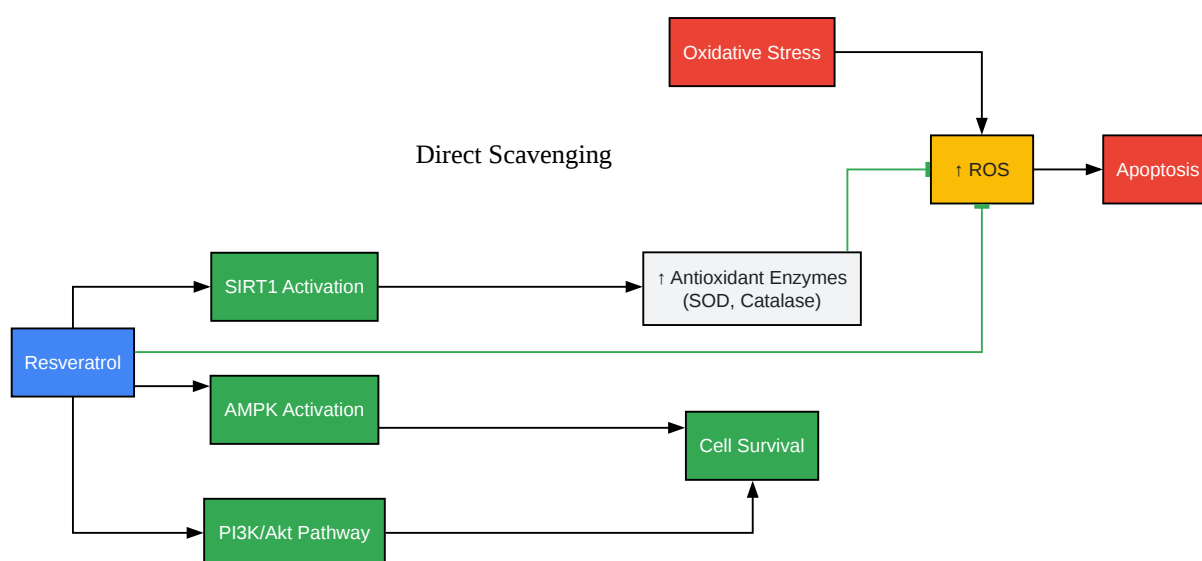 Oxidative Stress
Direct Scavenging
↑ ROS
Apoptosis
SIRT1 Activation
↑ Antioxidant Enzymes
(SOD, Catalase)
Resveratrol
AMPK Activation
Cell Survival
PI3K/Akt Pathway